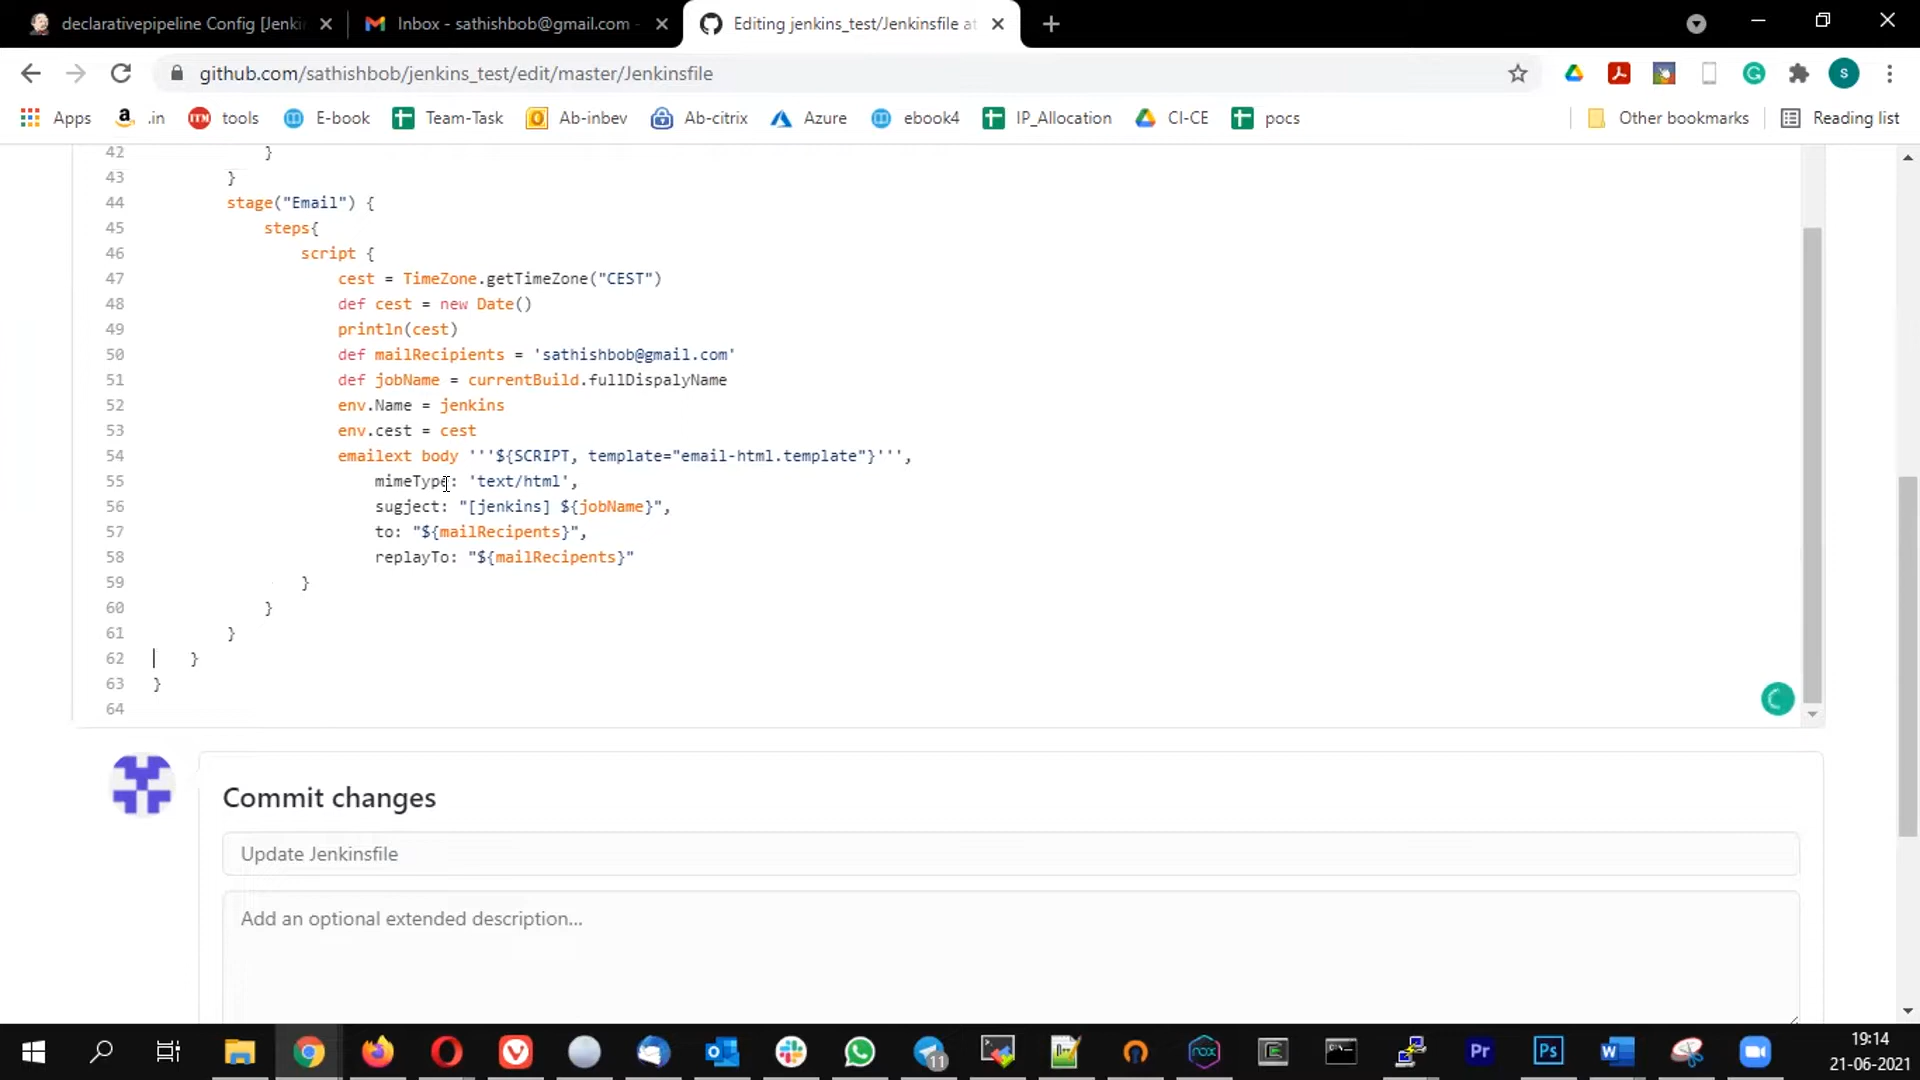 declarativepipeline Config [Jenki
Inbox - sathishbob@gmail.com -
Editing jenkins_test/Jenkinsfile at
github.com/sathishbob/jenkins_test/edit/master/Jenkinsfile
S
Apps
.in
ITM
tools
E-book
Team-Task
Ab-inbev
Ab-citrix
Azure
ebook4
IP_Allocation
CI-CE
pocs
Other bookmarks
Reading list
42 }
43 }
44 stage("Email") {
45 steps{
46 script {
47 cest = TimeZone.getTimeZone("CEST")
48 def cest = new Date()
49 println(cest)
50 def mailRecipients = 'sathishbob@gmail.com'
51 def jobName = currentBuild.fullDispalyName
52 env.Name = jenkins
53 env.cest = cest
54 emailext body '''${SCRIPT, template="email-html.template"}''',
55 mimeType: 'text/html',
56 sugject: "[jenkins] ${jobName}",
57 to: "${mailRecipents}",
58 replayTo: "${mailRecipents}"
59 }
60 }
61 }
62 }
63 }
64
Commit changes
Update Jenkinsfile
Add an optional extended description...
11
nox
Pr
Ps
W
19:14
21-06-2021